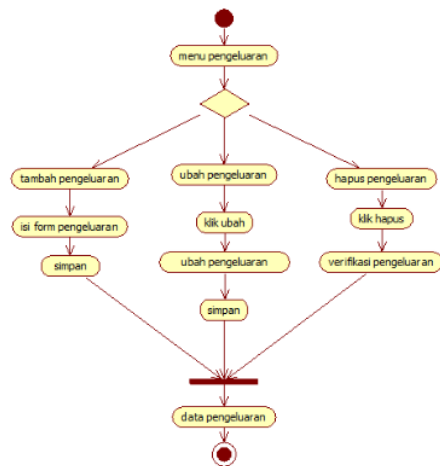 menu pengeluaran
tambah pengeluaran
isi form pengeluaran
simpan
ubah pengeluaran
klik ubah
ubah pengeluaran
simpan
hapus pengeluaran
klik hapus
verifikasi pengeluaran
data pengeluaran